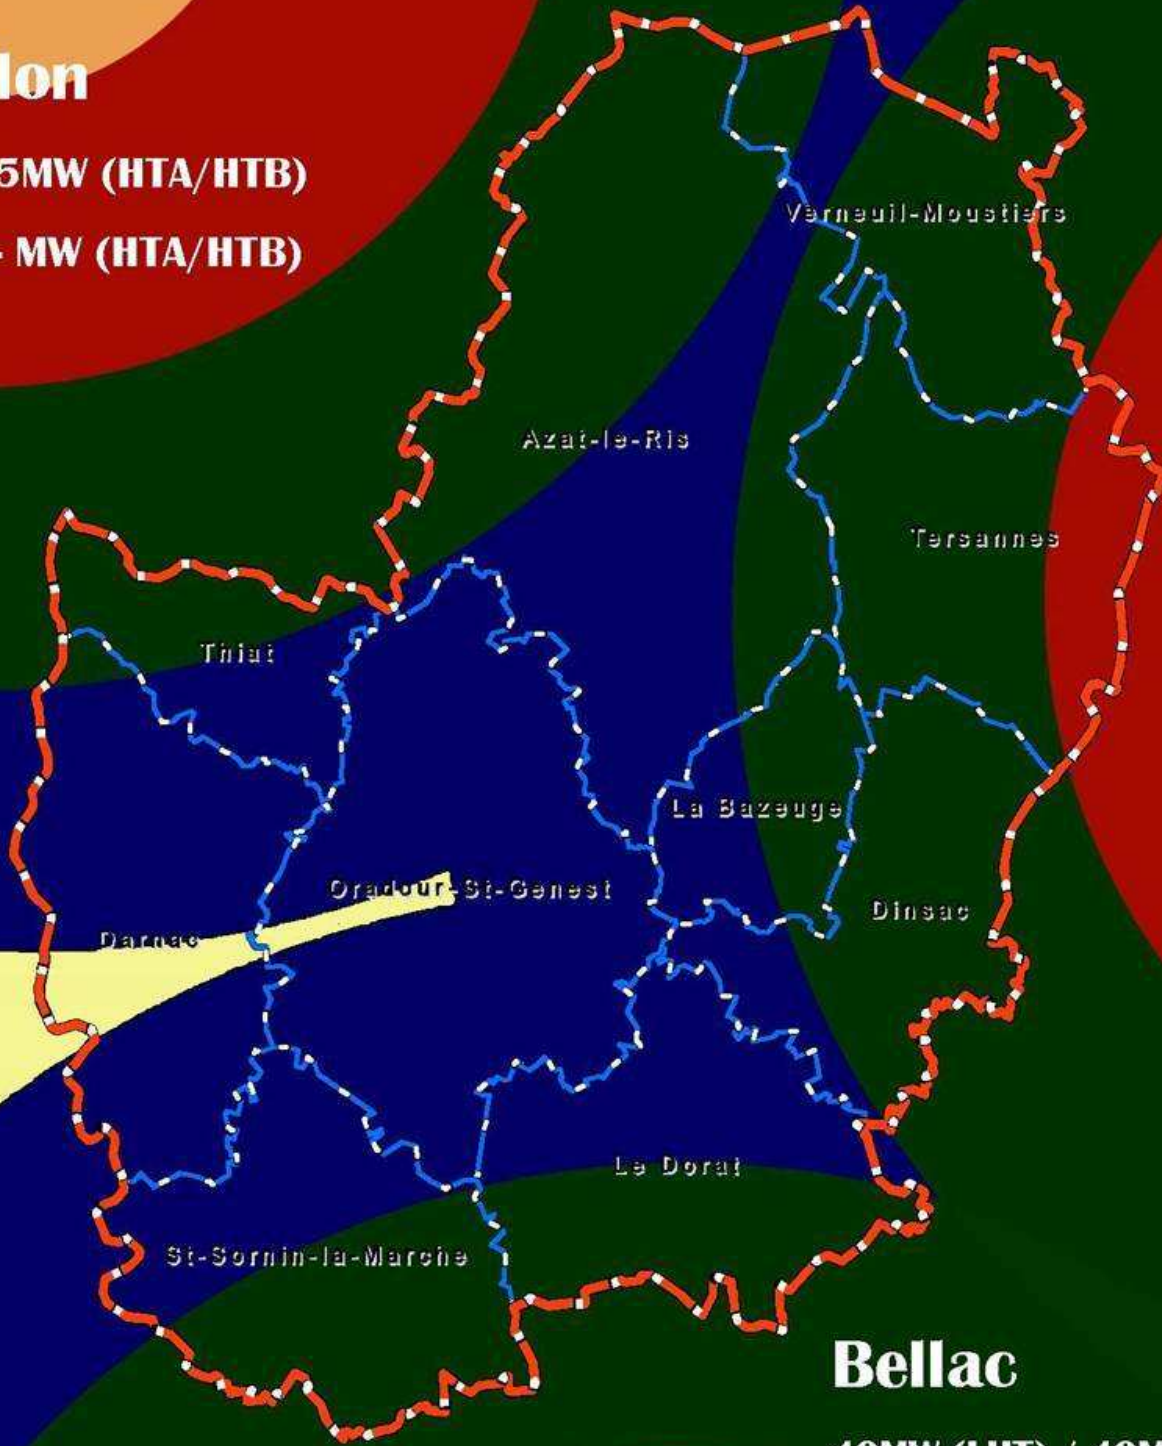 lon
5MW (HTA/HTB)
- MW (HTA/HTB)
Verneuil-Moustiers
Azat-le-Ris
Tersannes
Thiat
La Bazeuge
Oradour-St-Genest
Dinsac
Darnac
Le Dorat
St-Sornin-la-Marche
Bellac